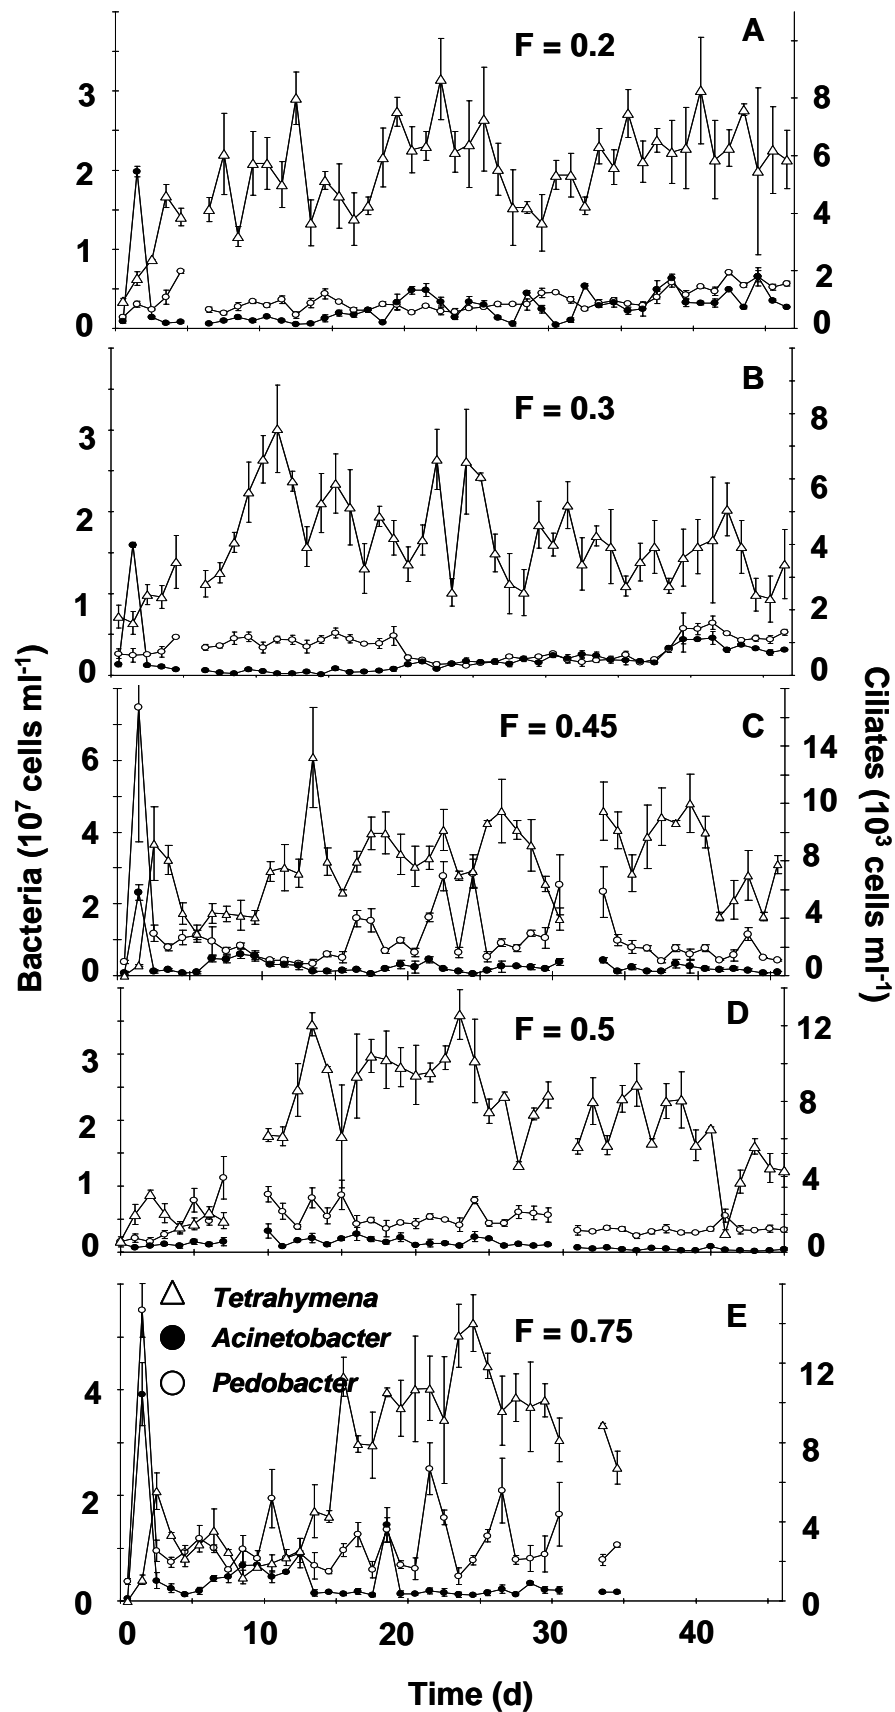 A
F = 0.2
3
2
1
0
8
6
4
2
0
B
F = 0.3
3
2
1
0
8
6
4
2
0
C
F = 0.45
6
4
2
0
14
10
8
4
0
D
F = 0.5
3
2
1
0
12
8
4
0
E
F = 0.75
Tetrahymena
Acinetobacter
Pedobacter
4
2
0
12
8
4
0
Bacteria (10⁷ cells ml⁻¹)
Ciliates (10³ cells ml⁻¹)
0 10 20 30 40
Time (d)